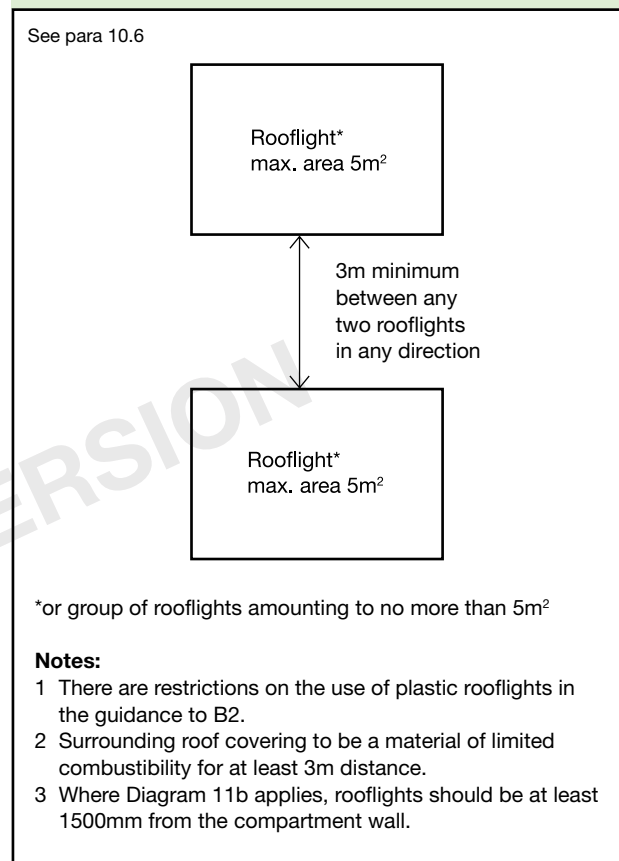 See para 10.6
Rooflight*
max. area 5m²
3m minimum
between any
two rooflights
in any direction
ERSION
Rooflight*
max. area 5m²
*or group of rooflights amounting to no more than 5m²
Notes:
1 There are restrictions on the use of plastic rooflights in
the guidance to B2.
2 Surrounding roof covering to be a material of limited
combustibility for at least 3m distance.
3 Where Diagram 11b applies, rooflights should be at least
1500mm from the compartment wall.